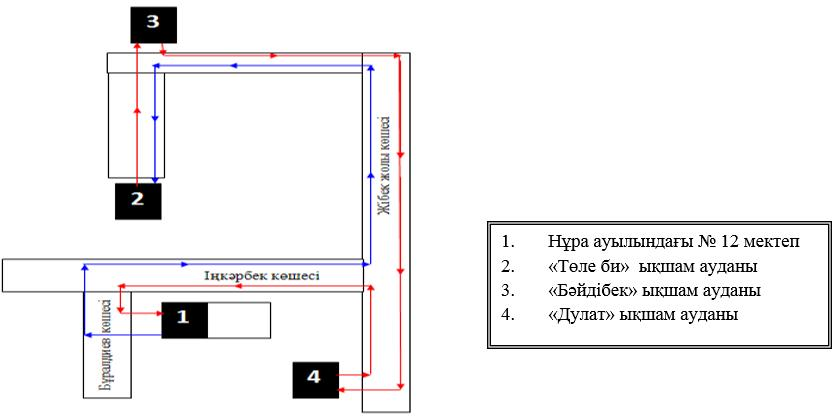 3
2
Жібек жолы көшесі
Іңкәрбек көшесі
1
Бұралдиев көшесі
4
1. Нұра ауылындағы № 12 мектеп
2. «Төле би» ықшам ауданы
3. «Бәйдібек» ықшам ауданы
4. «Дулат» ықшам ауданы